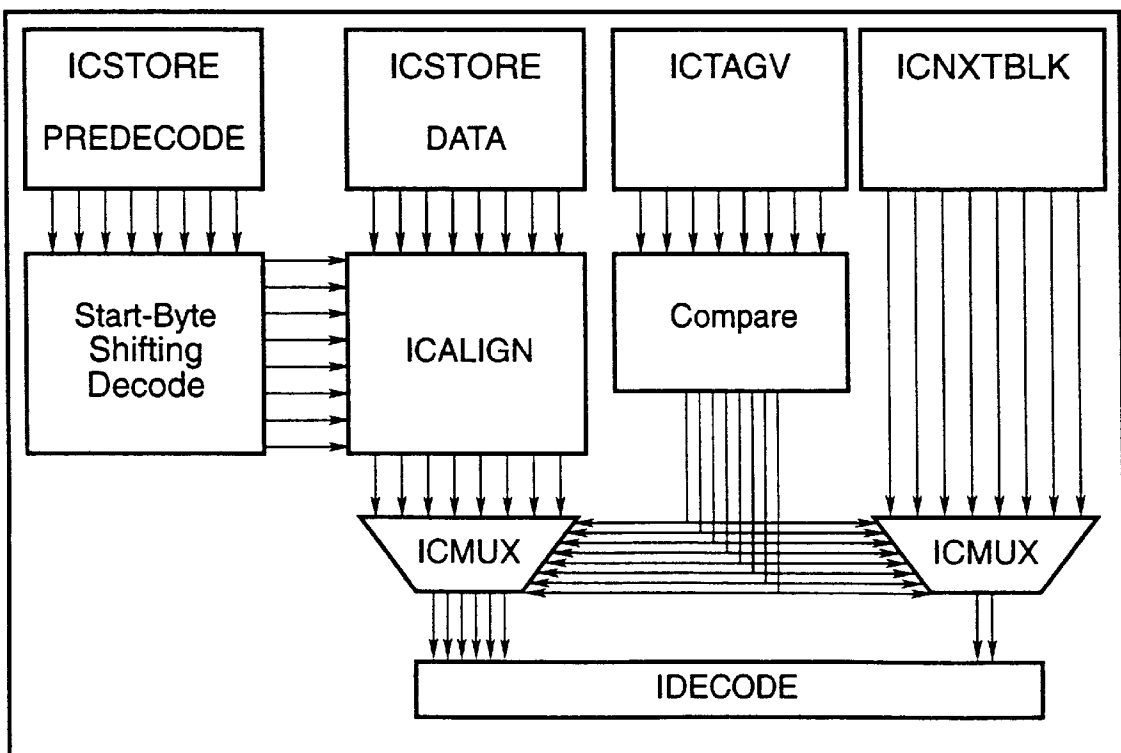 ICSTORE
PREDECODE
ICSTORE
DATA
ICTAGV
ICNXTBLK
Start-Byte
Shifting
Decode
ICALIGN
Compare
ICMUX
ICMUX
IDECODE